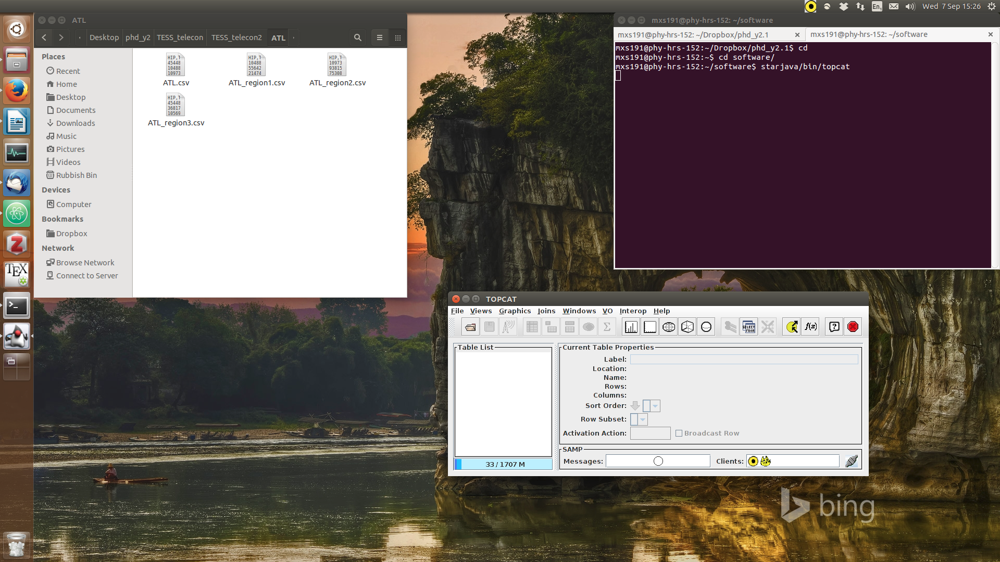 Wed 7 Sep 15:26
En1
ATL
Desktop phd_y2 TESS_telecon TESS_telecon2 ATL
Places
Recent
Home
Desktop
Documents
Downloads
Music
Pictures
Videos
Rubbish Bin
Devices
Computer
Bookmarks
Dropbox
Network
Browse Network
Connect to Server
HIP,T
45448
10488
10973
ATL.csv
HIP,T
10488
55642
21474
ATL_region1.csv
HIP,T
10973
93815
75308
ATL_region2.csv
HIP,T
45448
36817
10569
ATL_region3.csv
mxs191@phy-hrs-152: ~/software
mxs191@phy-hrs-152: ~/Dropbox/phd_y2.1
mxs191@phy-hrs-152: ~/software
mxs191@phy-hrs-152:~/Dropbox/phd_y2.1$ cd
mxs191@phy-hrs-152:~$ cd software/
mxs191@phy-hrs-152:~/software$ starjava/bin/topcat
TOPCAT
File Views Graphics Joins Windows VO Interop Help
SELECT
FROM
f(x)
Table List
33 / 1707 M
Current Table Properties
Label:
Location:
Name:
Rows:
Columns:
Sort Order:
Row Subset:
Activation Action:
Broadcast Row
SAMP
Messages:
Clients:
Z
TEX
>_
bing